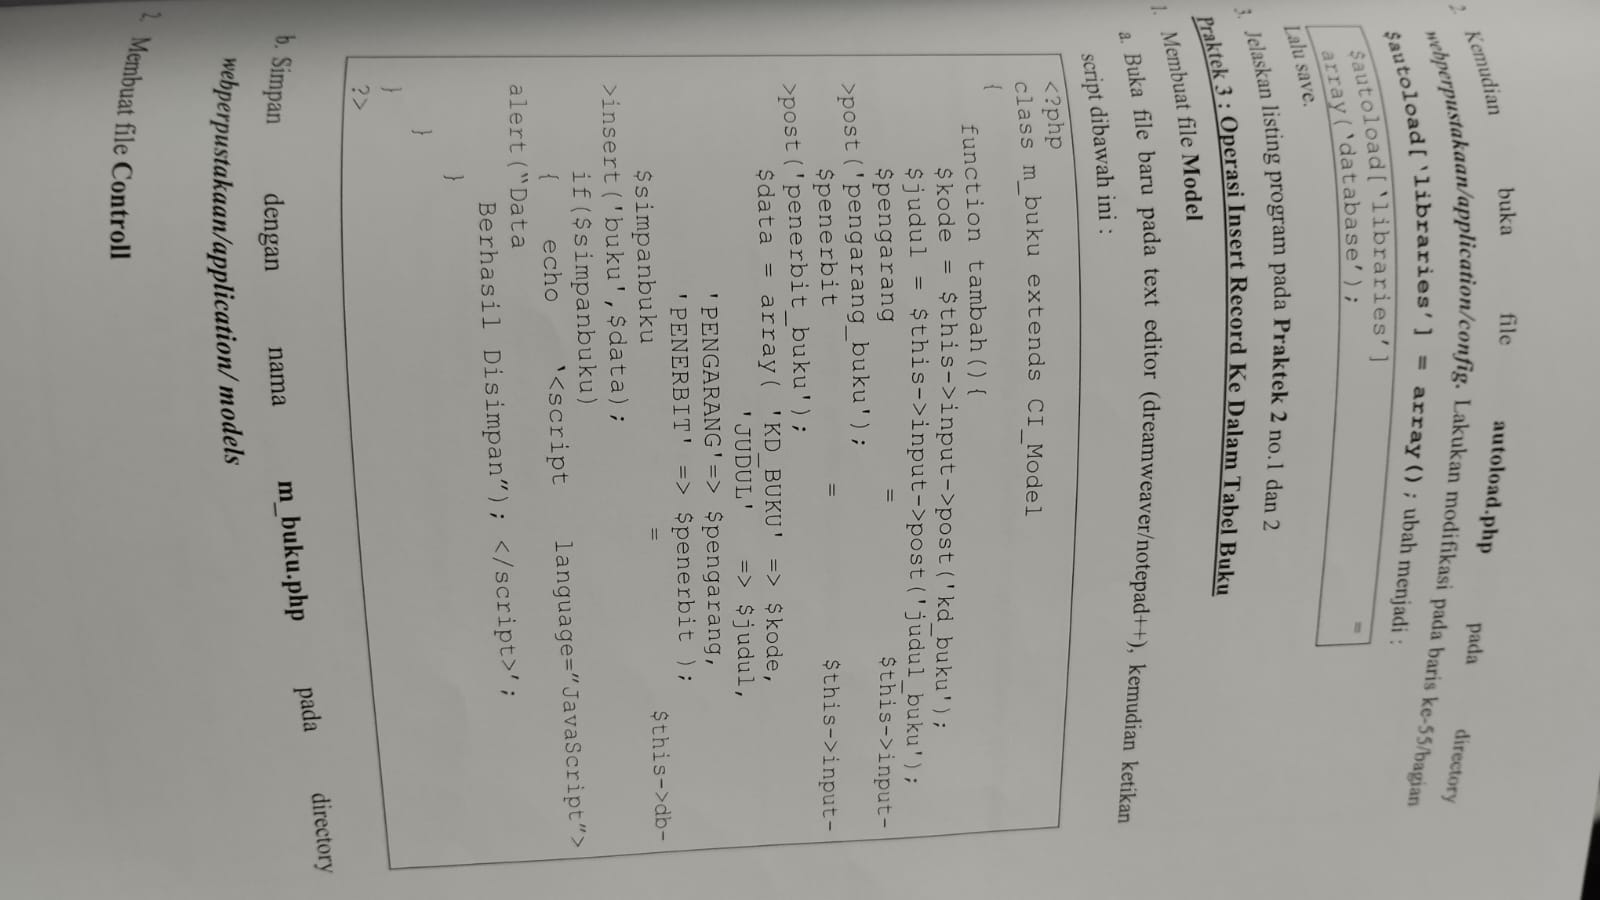 2. Kemudian buka file autoload.php pada directory
webperpustakaan/application/config. Lakukan modifikasi pada baris ke-55/bagian
$autoload['libraries'] = array(); ubah menjadi :
$autoload['libraries'] =
array('database');
Lalu save.
3. Jelaskan listing program pada Praktek 2 no.1 dan 2
Praktek 3 : Operasi Insert Record Ke Dalam Tabel Buku
1. Membuat file Model
a. Buka file baru pada text editor (dreamweaver/notepad++), kemudian ketikan
script dibawah ini :
<?php
class m_buku extends CI_Model
{
function tambah(){
$kode = $this->input->post('kd_buku');
$judul = $this->input->post('judul_buku');
$pengarang = $this->input-
>post('pengarang_buku');
$penerbit = $this->input-
>post('penerbit_buku');
$data = array( 'KD_BUKU' => $kode,
'JUDUL' => $judul,
'PENGARANG'=> $pengarang,
'PENERBIT' => $penerbit );
$simpanbuku = $this->db-
>insert('buku',$data);
if($simpanbuku)
{ echo '<script language="JavaScript">
alert("Data
Berhasil Disimpan"); </script>';
}
}
}
?>
b. Simpan dengan nama m_buku.php pada directory
webperpustakaan/application/ models
2. Membuat file Controll